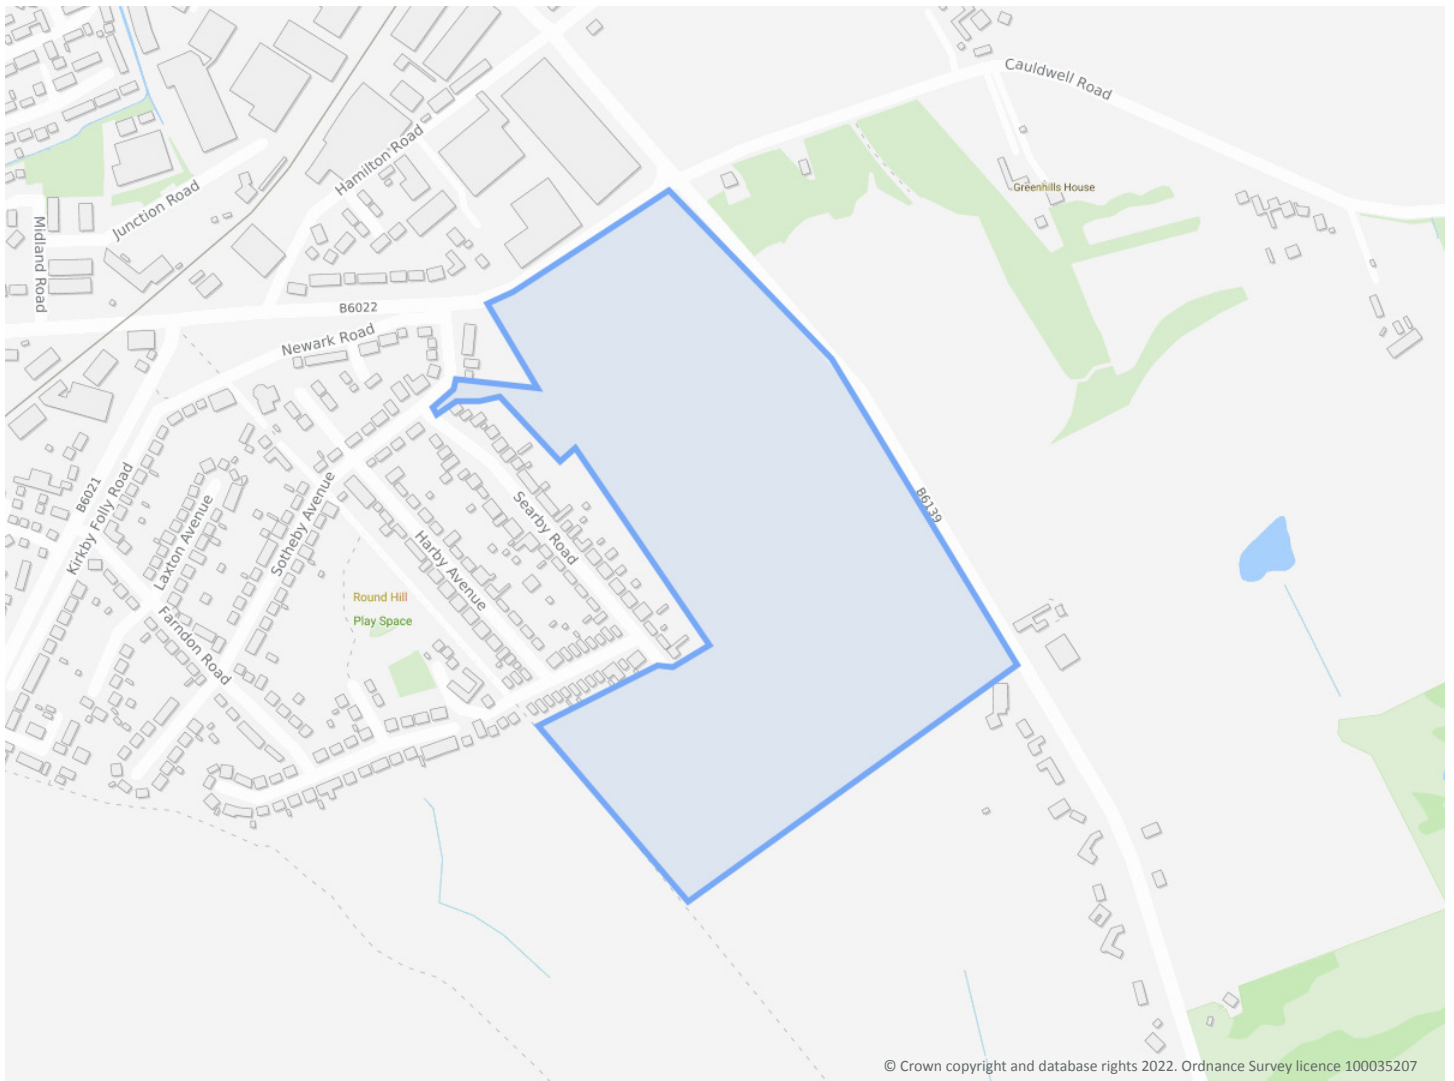 Cauldwell Road
Hamilton Road
Greenhills House
Junction Road
Midland Road
B6022
Newark Road
B6021
Kirkby Folly Road
Laxton Avenue
Sotheby Avenue
Searby Road
B6139
Harby Avenue
Round Hill
Play Space
Farndon Road
© Crown copyright and database rights 2022. Ordnance Survey licence 100035207